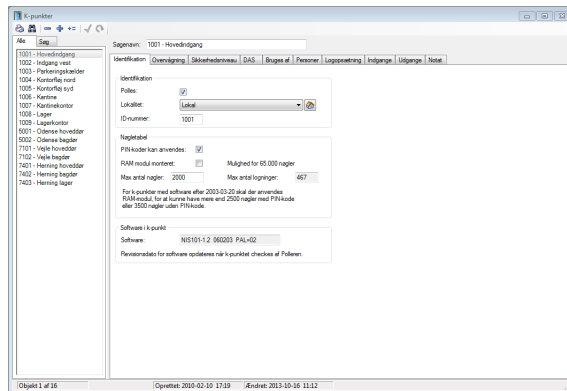 K-punkter
Alle Søg
1001 - Hovedindgang
1002 - Indgang vest
1003 - Parkeringskælder
1004 - Kontorfløj nord
1005 - Kontorfløj syd
1006 - Kantine
1007 - Kantinekontor
1008 - Lager
1009 - Lagerkontor
5001 - Odense hoveddør
5002 - Odense bagdør
7101 - Vejle hoveddør
7102 - Vejle bagdør
7401 - Herning hoveddør
7402 - Herning bagdør
7403 - Herning lager
Søgenavn: 1001 - Hovedindgang
Identifikation Overvågning Sikkerhedsniveau DAS Bruges af Personer Logopsætning Indgange Udgange Notat
Identifikation
Polles:
Lokalitet: Lokal
ID-nummer: 1001
Nøgletabel
PIN-koder kan anvendes:
RAM modul monteret: Mulighed for 65.000 nøgler
Max antal nøgler: 2000 Max antal logninger: 467
For k-punkter med software efter 2003-03-20 skal der anvendes
RAM-modul, for at kunne have mere end 2500 nøgler med PIN-kode
eller 3500 nøgler uden PIN-kode.
Software i k-punkt
Software: NIS101-1.2 060203 PAL=02
Revisionsdato for software opdateres når k-punktet checkes af Polleren.
Objekt 1 af 16 Oprettet: 2010-02-10 17:19 Ændret: 2013-10-16 11:12